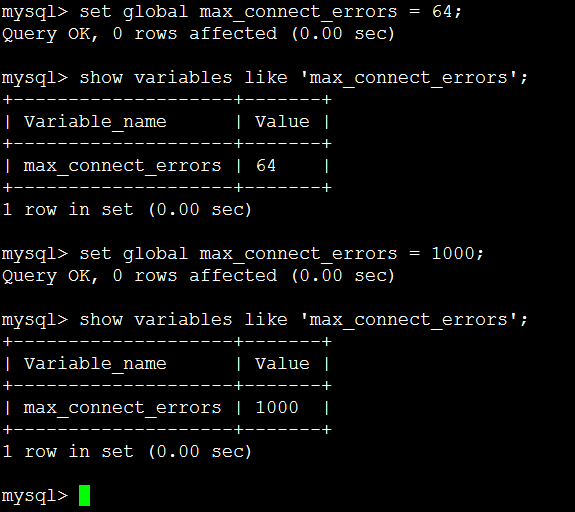 mysql> set global max_connect_errors = 64;
Query OK, 0 rows affected (0.00 sec)
mysql> show variables like 'max_connect_errors';
+--------------------+-------+
| Variable_name      | Value |
+--------------------+-------+
| max_connect_errors | 64    |
+--------------------+-------+
1 row in set (0.00 sec)
mysql> set global max_connect_errors = 1000;
Query OK, 0 rows affected (0.00 sec)
mysql> show variables like 'max_connect_errors';
+--------------------+-------+
| Variable_name      | Value |
+--------------------+-------+
| max_connect_errors | 1000  |
+--------------------+-------+
1 row in set (0.00 sec)
mysql>